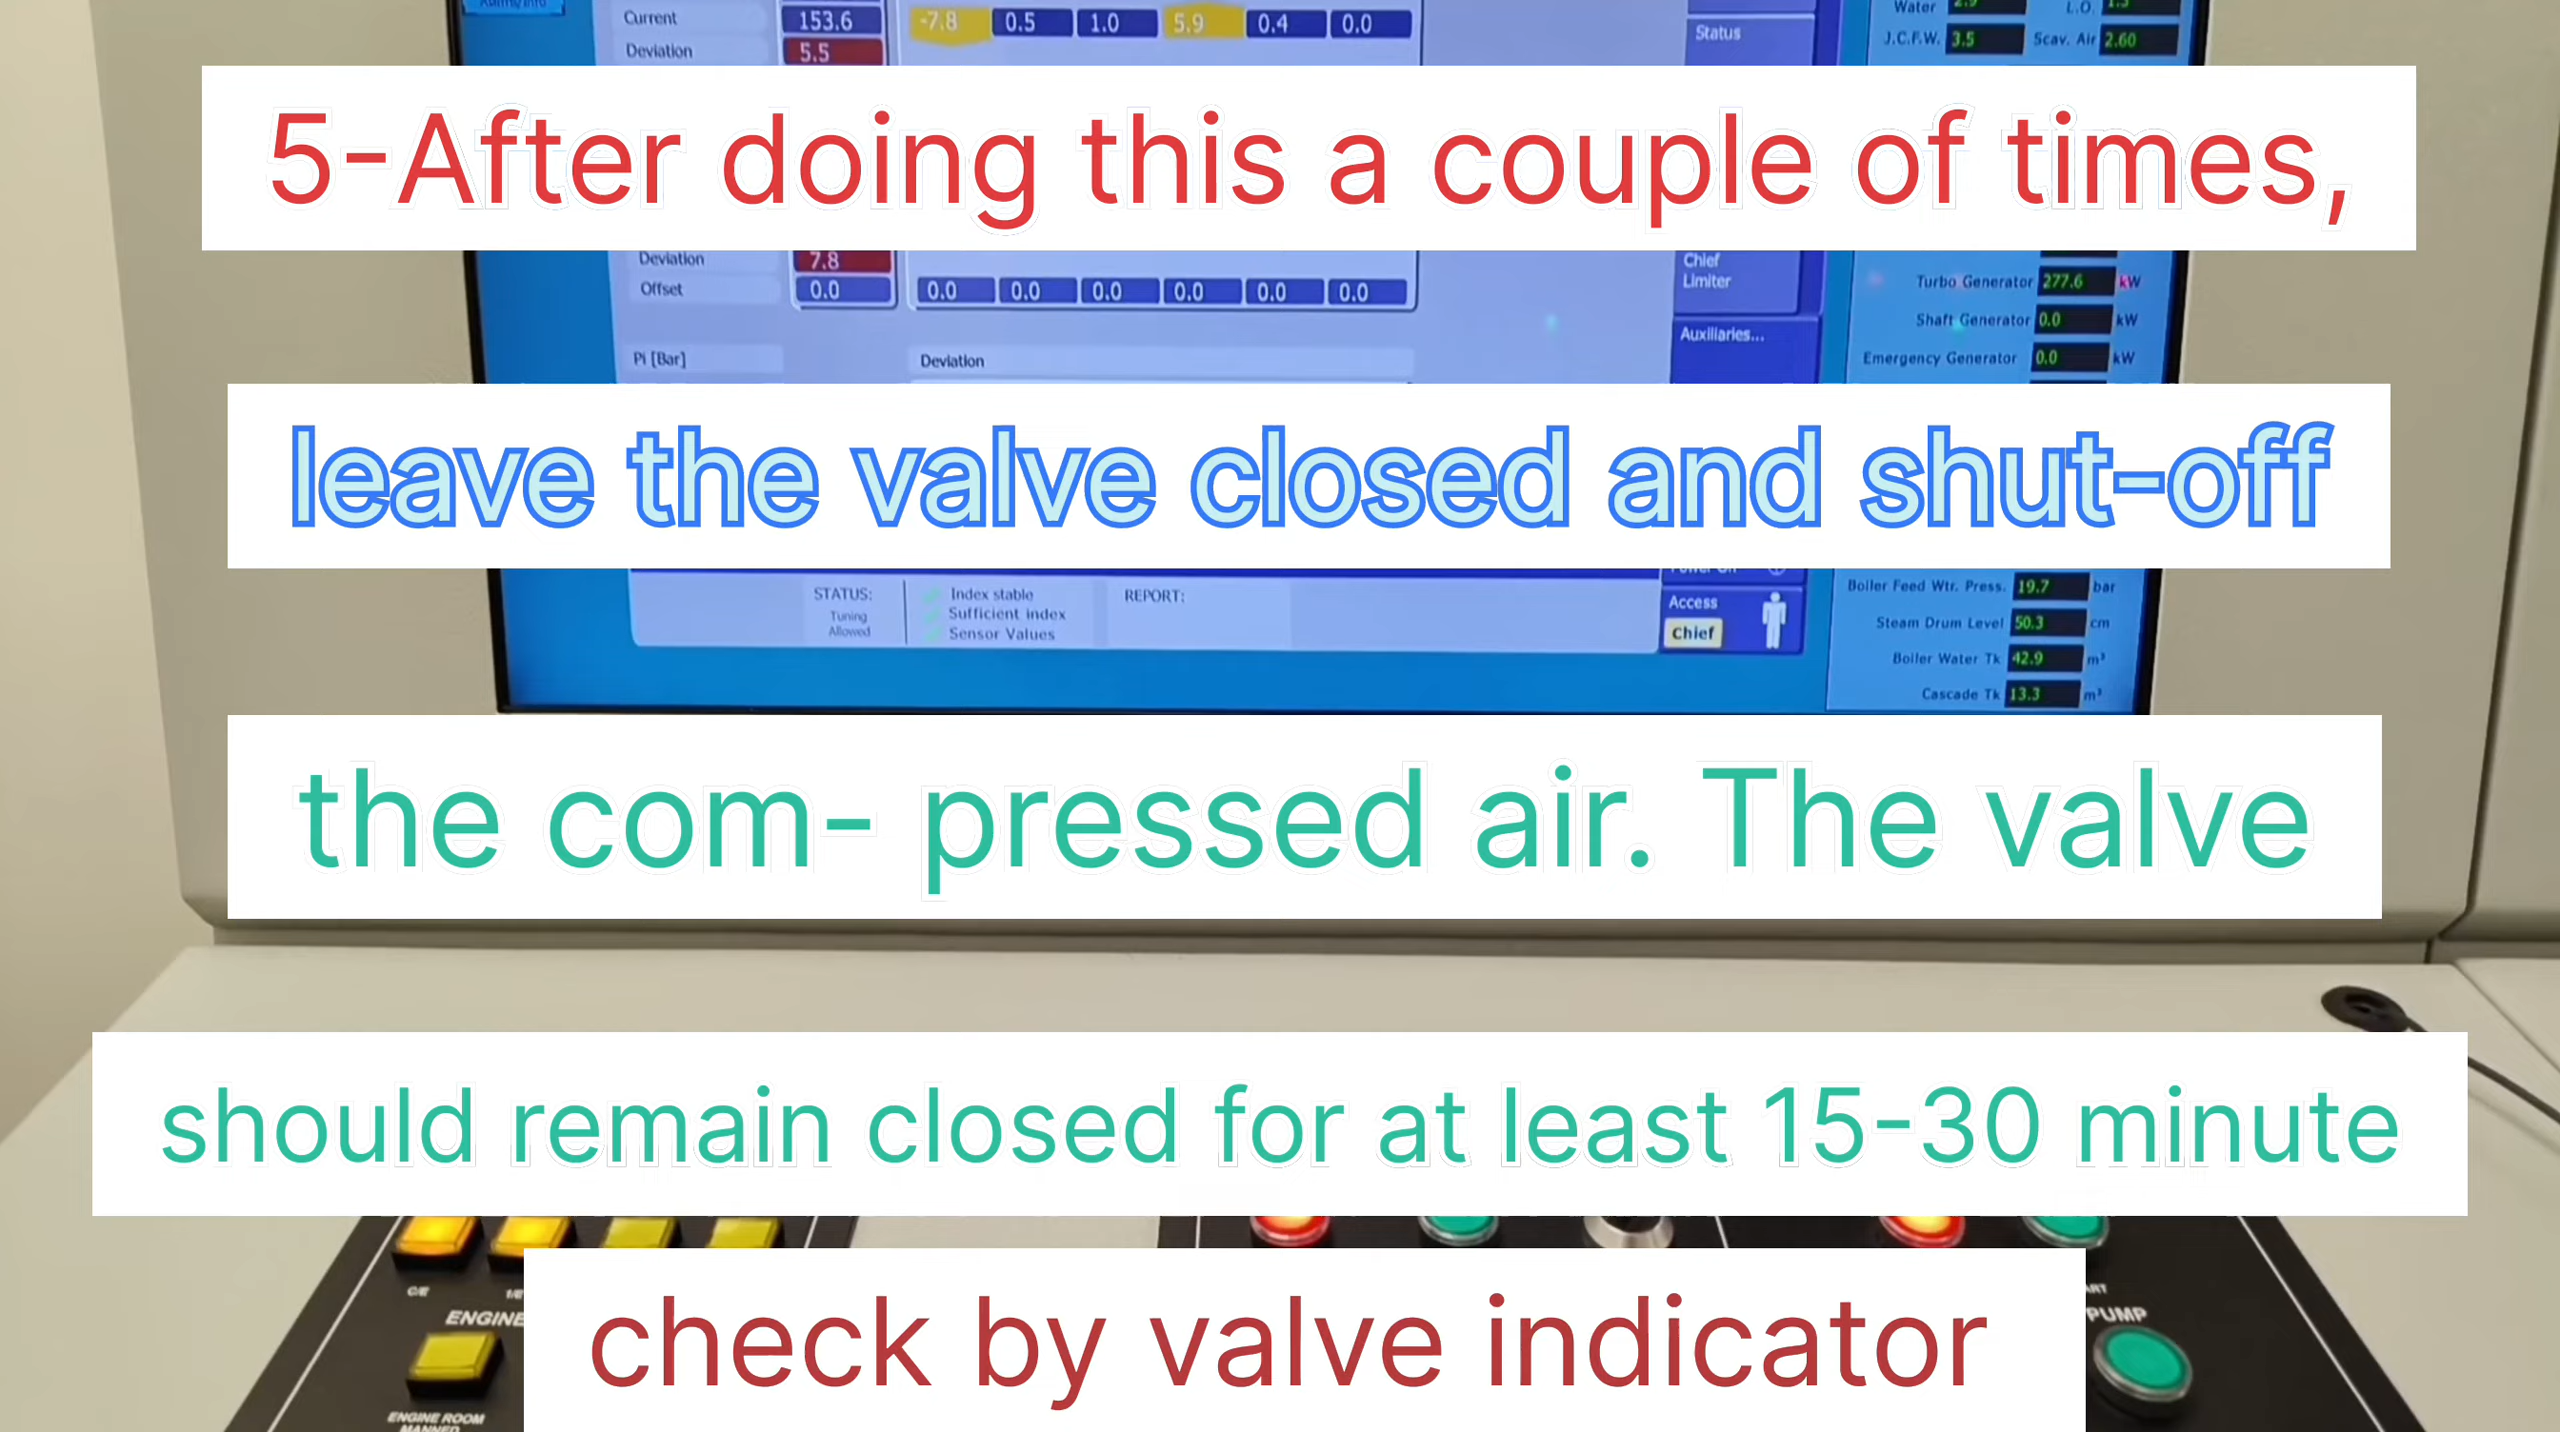 Current 153.6 -7.8 0.5 1.0 5.9 0.4 0.0
Deviation 5.5
Status
Water 2.9 L.O. 1.5
J.C.F.W. 3.5 Scav. Air 2.60
5-After doing this a couple of times,
Deviation 7.8
Offset 0.0 0.0 0.0 0.0 0.0 0.0 0.0
Chief
Limiter
Turbo Generator 277.6 kW
Shaft Generator 0.0 kW
Auxiliaries...
Emergency Generator 0.0 kW
Pi [Bar] Deviation
leave the valve closed and shut-off
STATUS:
Tuning
Allowed
Index stable
Sufficient index
Sensor Values
REPORT:
Access
Chief
Boiler Feed Wtr. Press. 19.7 bar
Steam Drum Level 50.3 cm
Boiler Water Tk 42.9 m³
Cascade Tk 13.3 m³
the com- pressed air. The valve
should remain closed for at least 15-30 minute
C/E
ENGINE
check by valve indicator
PUMP
ENGINE ROOM
MANNED